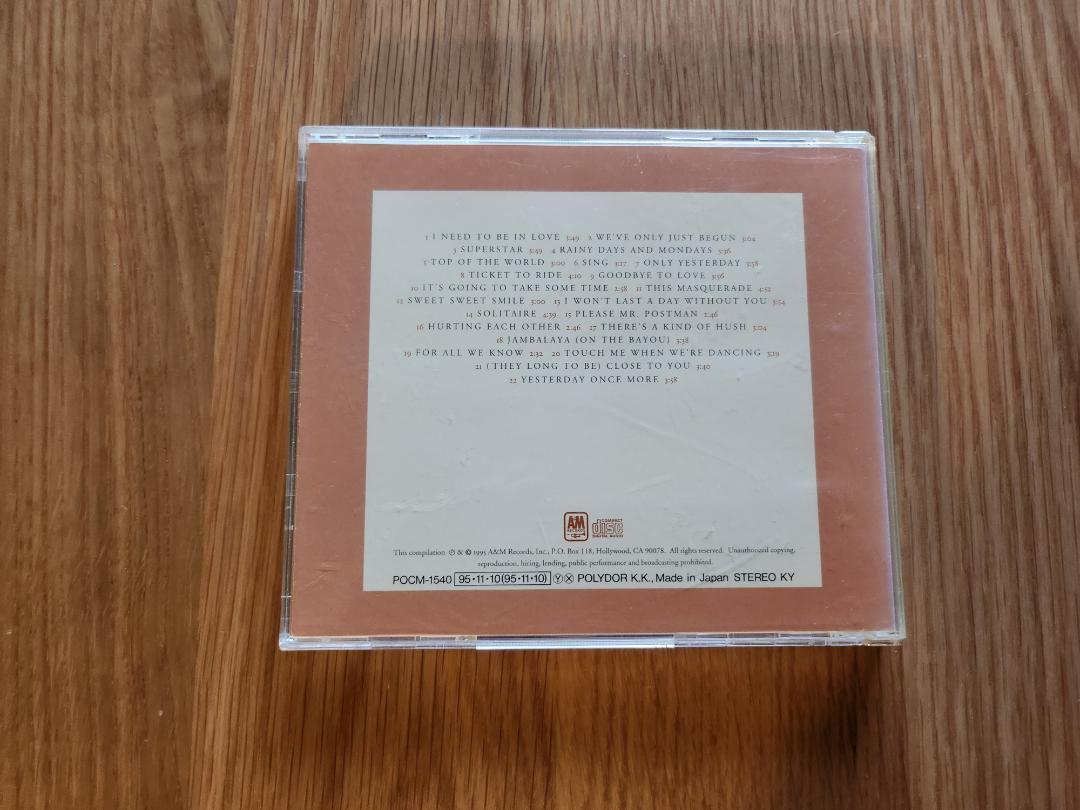 1 I NEED TO BE IN LOVE 3:49 2 WE'VE ONLY JUST BEGUN 3:04
3 SUPERSTAR 3:49 4 RAINY DAYS AND MONDAYS 3:36
5 TOP OF THE WORLD 3:00 6 SING 3:17 7 ONLY YESTERDAY 3:58
8 TICKET TO RIDE 4:10 9 GOODBYE TO LOVE 3:56
10 IT'S GOING TO TAKE SOME TIME 2:58 11 THIS MASQUERADE 4:52
12 SWEET SWEET SMILE 3:00 13 I WON'T LAST A DAY WITHOUT YOU 3:54
14 SOLITAIRE 4:39 15 PLEASE MR. POSTMAN 2:46
16 HURTING EACH OTHER 2:46 17 THERE'S A KIND OF HUSH 3:04
18 JAMBALAYA (ON THE BAYOU) 3:38
19 FOR ALL WE KNOW 2:32 20 TOUCH ME WHEN WE'RE DANCING 3:19
21 (THEY LONG TO BE) CLOSE TO YOU 3:40
22 YESTERDAY ONCE MORE 3:58
A&M RECORDS COMPACT disc DIGITAL AUDIO
This compilation ℗ & © 1995 A&M Records, Inc., P.O. Box 118, Hollywood, CA 90078. All rights reserved. Unauthorized copying,
reproduction, hiring, lending, public performance and broadcasting prohibited.
POCM-1540 95・11・10(95・11・10) Ⓨ Ⓧ POLYDOR K.K., Made in Japan STEREO KY